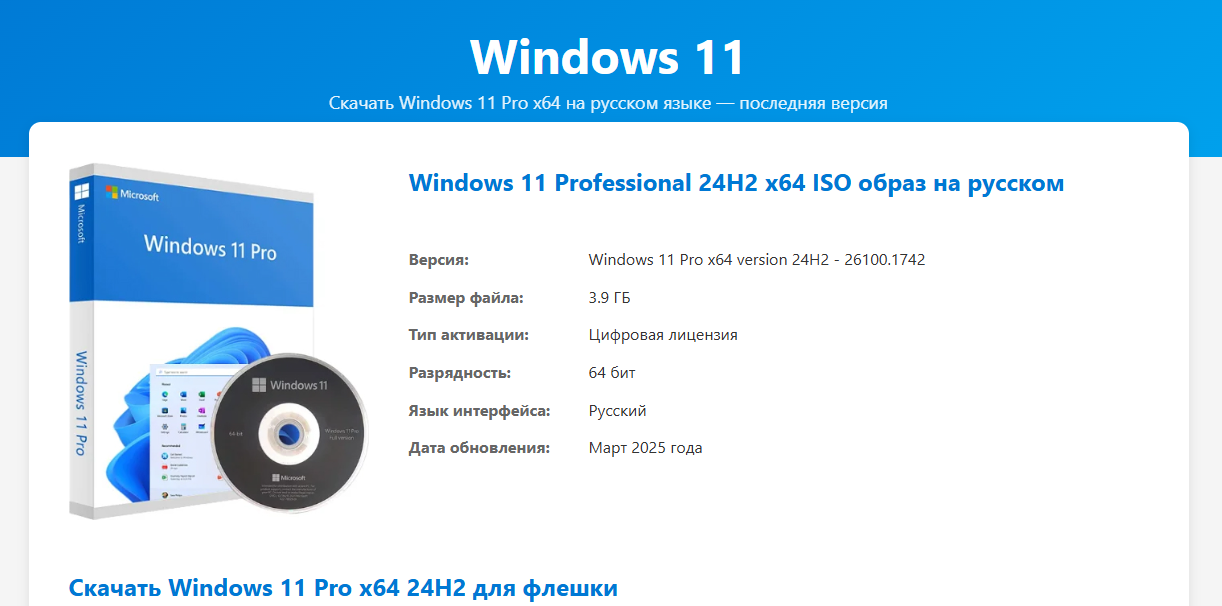 Windows 11
Скачать Windows 11 Pro x64 на русском языке — последняя версия
Microsoft
Microsoft
Windows 11 Pro
Windows 11 Pro
Windows 11
64 bit
Microsoft
Windows 11 Professional 24H2 x64 ISO образ на русском
Версия: Windows 11 Pro x64 version 24H2 - 26100.1742
Размер файла: 3.9 ГБ
Тип активации: Цифровая лицензия
Разрядность: 64 бит
Язык интерфейса: Русский
Дата обновления: Март 2025 года
Скачать Windows 11 Pro x64 24H2 для флешки